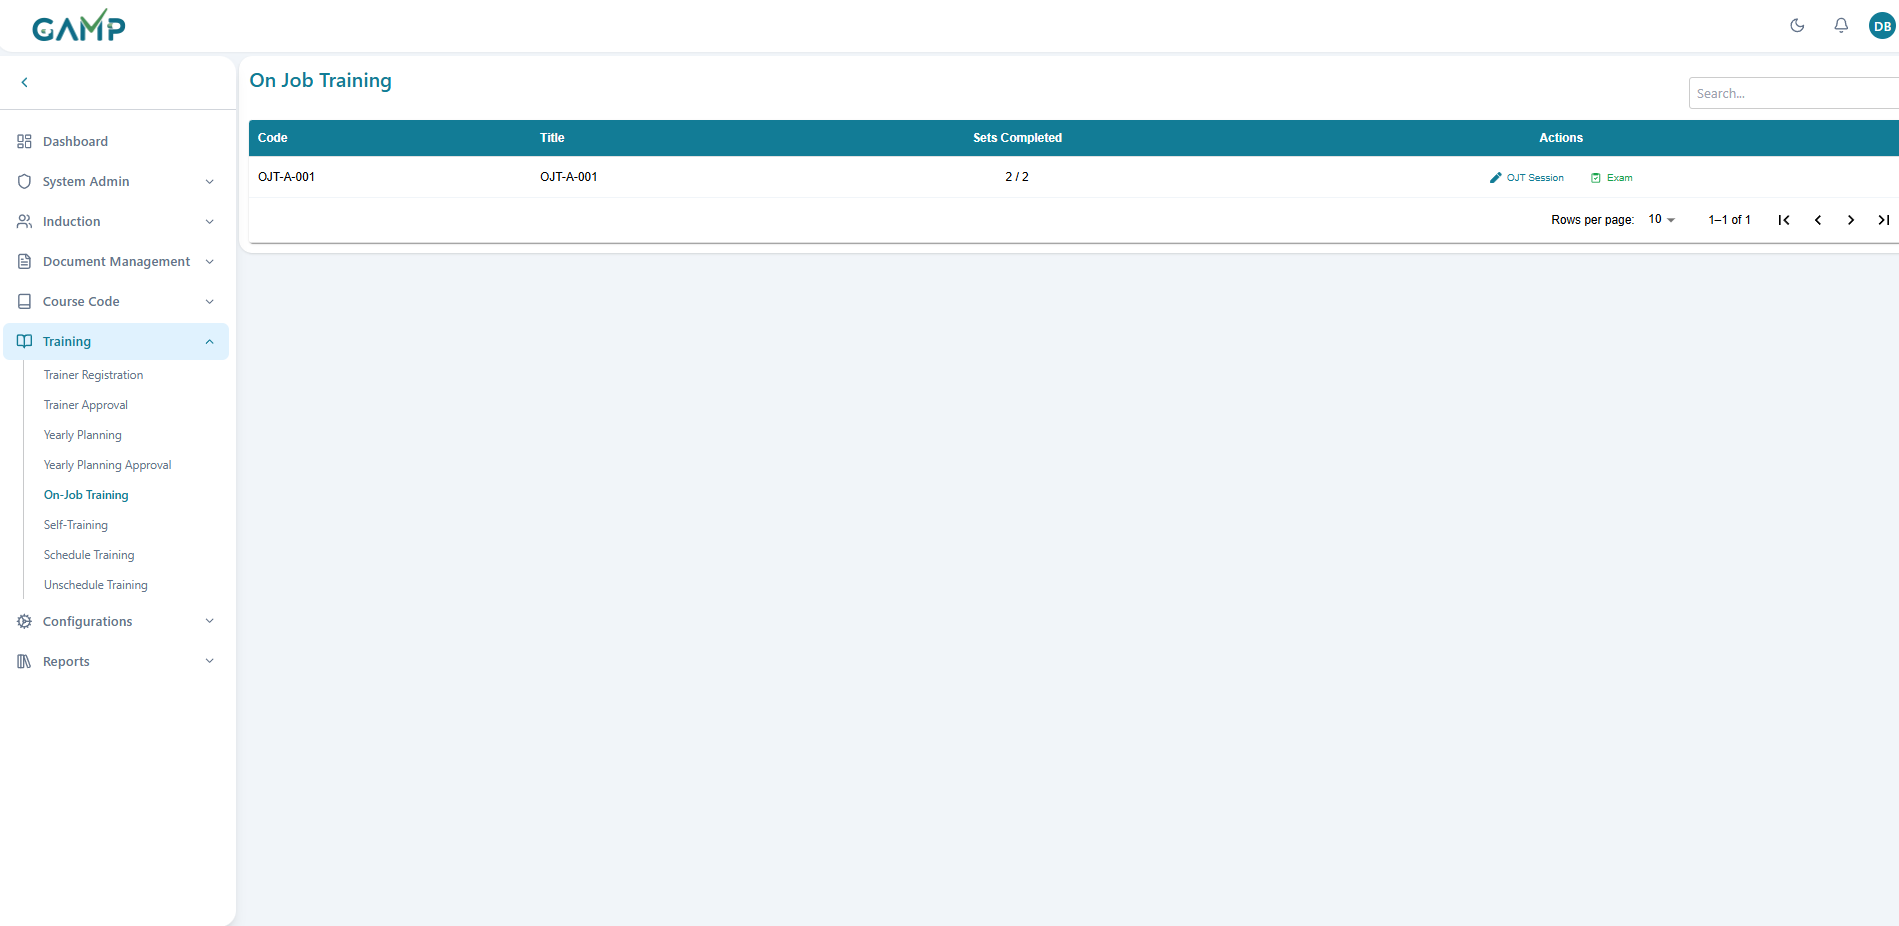 GAMP
DB
On Job Training
Search...
Code Title Sets Completed Actions
OJT-A-001 OJT-A-001 2 / 2 OJT Session Exam
Rows per page: 10 1–1 of 1
Dashboard
System Admin
Induction
Document Management
Course Code
Training
Trainer Registration
Trainer Approval
Yearly Planning
Yearly Planning Approval
On-Job Training
Self-Training
Schedule Training
Unschedule Training
Configurations
Reports